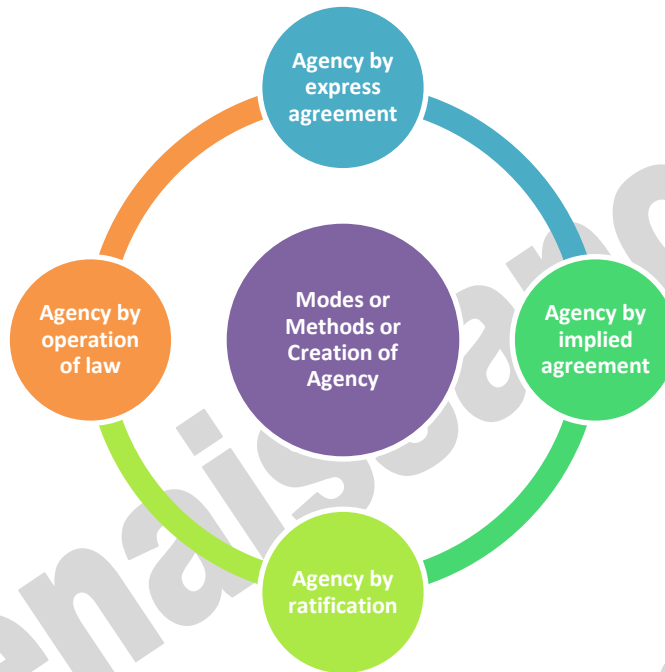 Agency by
express
agreement
Agency by
operation
of law
Modes or
Methods or
Creation of
Agency
Agency by
implied
agreement
Agency by
ratification
enaissanc